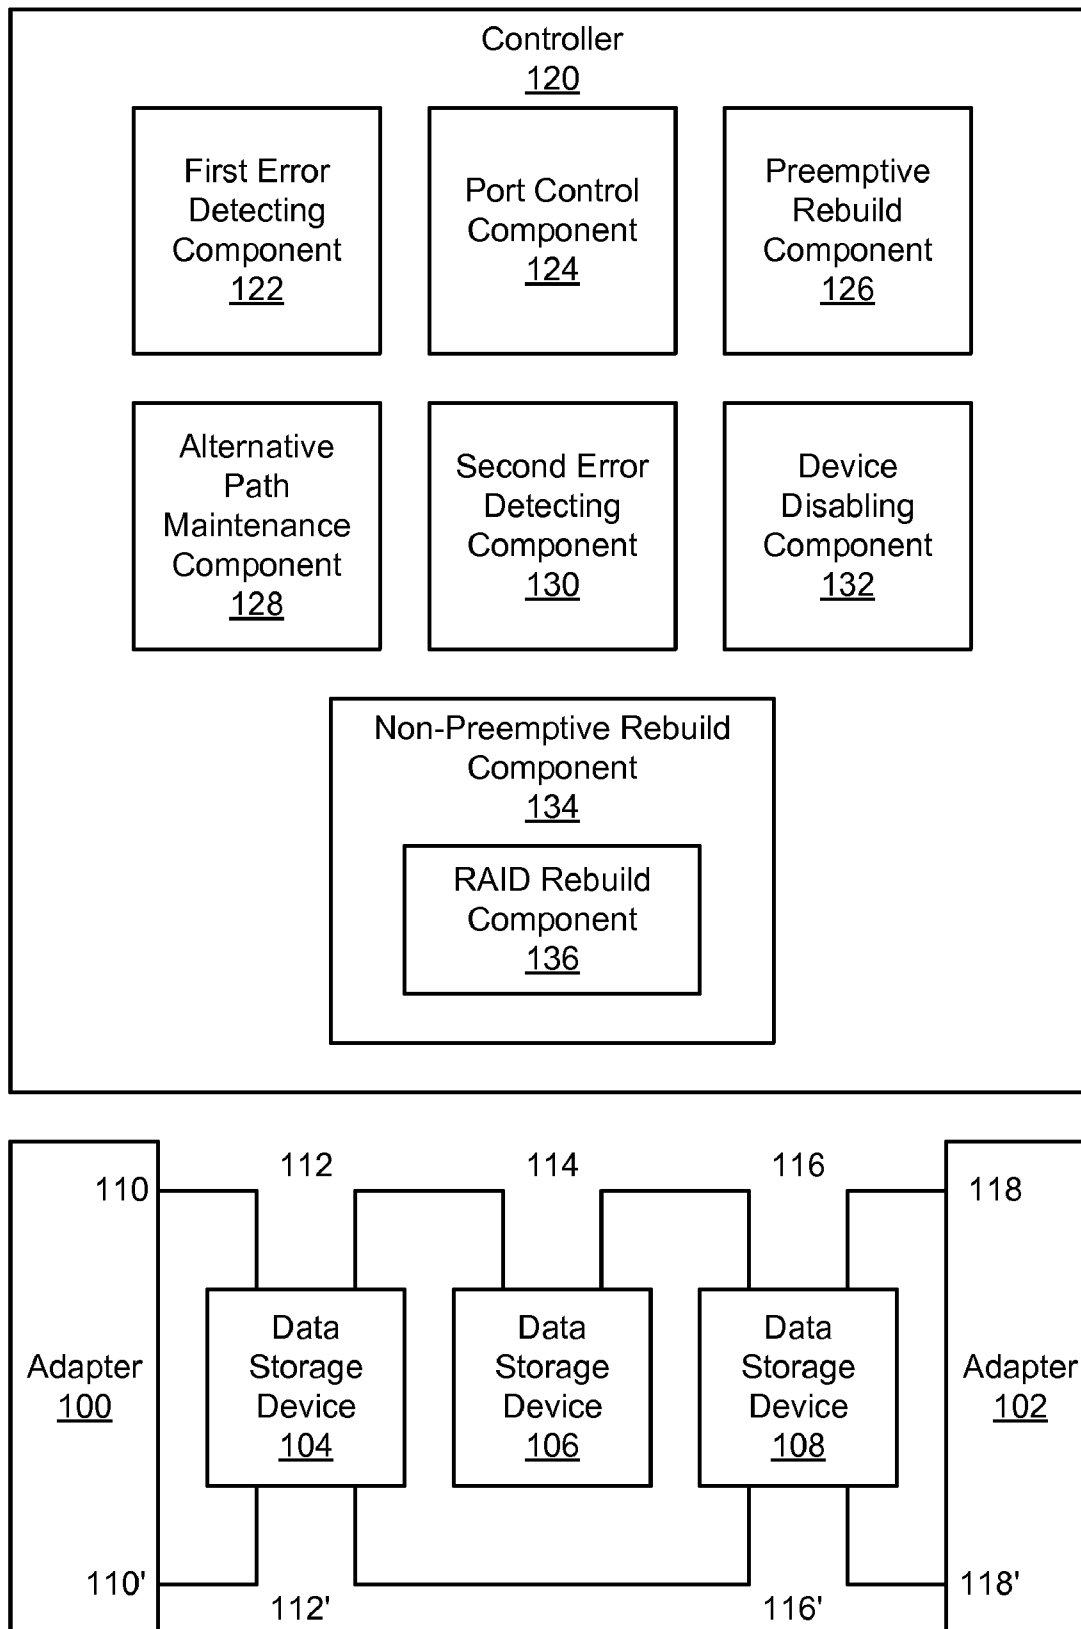 Controller
120
First Error
Detecting
Component
122
Port Control
Component
124
Preemptive
Rebuild
Component
126
Alternative
Path
Maintenance
Component
128
Second Error
Detecting
Component
130
Device
Disabling
Component
132
Non-Preemptive Rebuild
Component
134
RAID Rebuild
Component
136
110
112
114
116
118
Adapter
100
Data
Storage
Device
104
Data
Storage
Device
106
Data
Storage
Device
108
Adapter
102
110'
112'
116'
118'